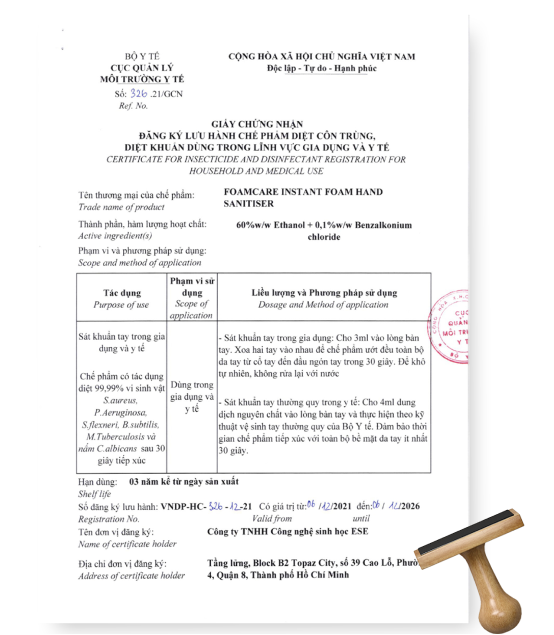 BỘ Y TẾ
CỤC QUẢN LÝ
MÔI TRƯỜNG Y TẾ
Số: 326 .21/GCN
Ref. No.
CỘNG HÒA XÃ HỘI CHỦ NGHĨA VIỆT NAM
Độc lập - Tự do - Hạnh phúc
GIẤY CHỨNG NHẬN
ĐĂNG KÝ LƯU HÀNH CHẾ PHẨM DIỆT CÔN TRÙNG,
DIỆT KHUẨN DÙNG TRONG LĨNH VỰC GIA DỤNG VÀ Y TẾ
CERTIFICATE FOR INSECTICIDE AND DISINFECTANT REGISTRATION FOR
HOUSEHOLD AND MEDICAL USE
Tên thương mại của chế phẩm:
Trade name of product
FOAMCARE INSTANT FOAM HAND
SANITISER
Thành phần, hàm lượng hoạt chất:
Active ingredient(s)
60%w/w Ethanol + 0,1%w/w Benzalkonium
chloride
Phạm vi và phương pháp sử dụng:
Scope and method of application
Tác dụng
Purpose of use
Phạm vi sử
dụng
Scope of
application
Liều lượng và Phương pháp sử dụng
Dosage and Method of application
Sát khuẩn tay trong gia
dụng và y tế
Chế phẩm có tác dụng
diệt 99,99% vi sinh vật
S.aureus,
P.Aeruginosa,
S.flexneri, B.subtilis,
M.Tuberculosis và
nấm C.albicans sau 30
giây tiếp xúc
Dùng trong
gia dụng và
y tế
- Sát khuẩn tay trong gia dụng: Cho 3ml vào lòng bàn
tay. Xoa hai tay vào nhau để chế phẩm ướt đều toàn bộ
da tay từ cổ tay đến đầu ngón tay trong 30 giây. Để khô
tự nhiên, không rửa lại với nước
- Sát khuẩn tay thường quy trong y tế: Cho 4ml dung
dịch nguyên chất vào lòng bàn tay và thực hiện theo kỹ
thuật vệ sinh tay thường quy của Bộ Y tế. Đảm bảo thời
gian chế phẩm tiếp xúc với toàn bộ bề mặt da tay ít nhất
30 giây.
Hạn dùng: 03 năm kể từ ngày sản xuất
Shelf life
Số đăng ký lưu hành: VNDP-HC- 326 -12-21 Có giá trị từ: 06 /12/2021 đến: 06 / 12/2026
Registration No. Valid from until
Tên đơn vị đăng ký: Công ty TNHH Công nghệ sinh học ESE
Name of certificate holder
Địa chỉ đơn vị đăng ký:
Address of certificate holder
Tầng lửng, Block B2 Topaz City, số 39 Cao Lỗ, Phườ
4, Quận 8, Thành phố Hồ Chí Minh